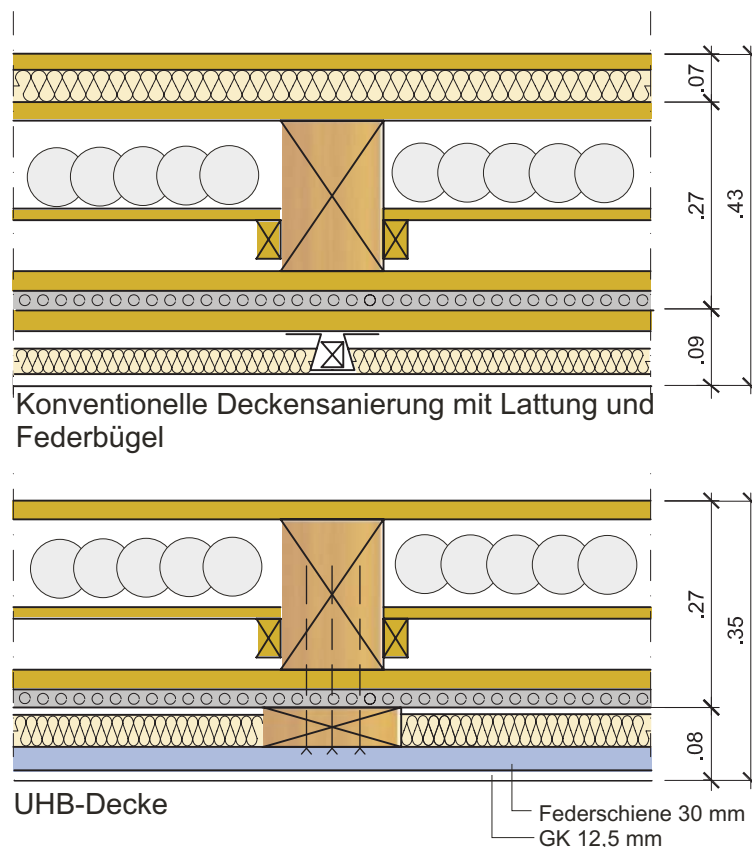 .07
.27
.43
.09
Konventionelle Deckensanierung mit Lattung und
Federbügel
.27
.35
.08
UHB-Decke
Federschiene 30 mm
GK 12,5 mm